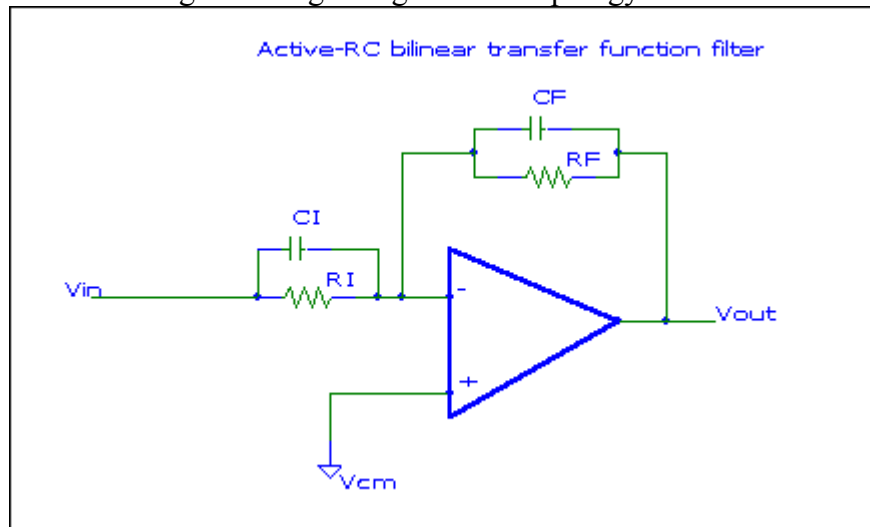 Active-RC bilinear transfer function filter
CF
RF
CI
RI
Vin
-
Vout
+
Vcm